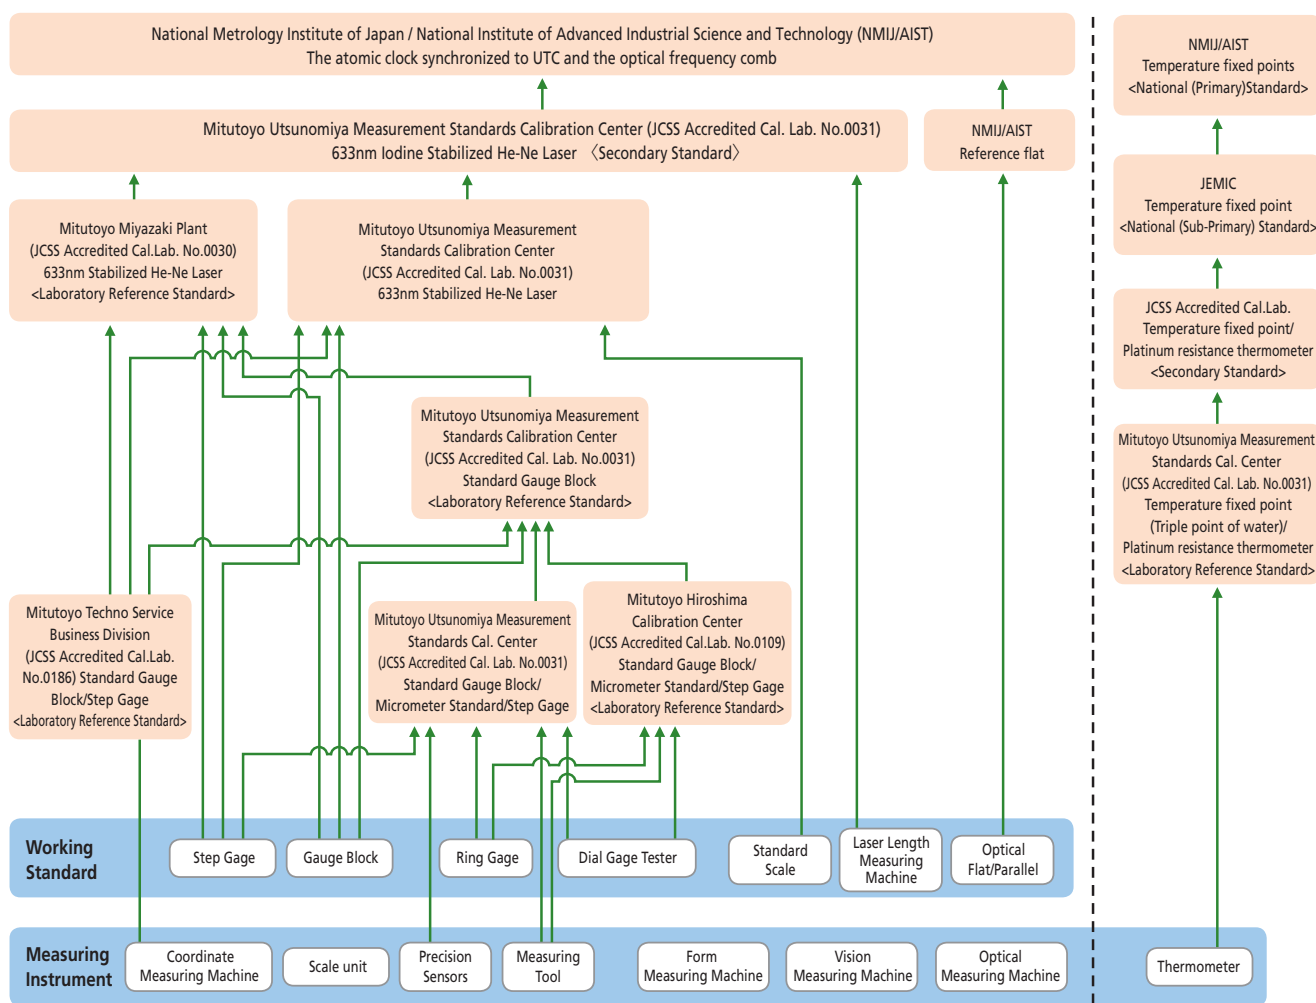 National Metrology Institute of Japan / National Institute of Advanced Industrial Science and Technology (NMIJ/AIST)
The atomic clock synchronized to UTC and the optical frequency comb
NMIJ/AIST
Temperature fixed points
<National (Primary)Standard>
Mitutoyo Utsunomiya Measurement Standards Calibration Center (JCSS Accredited Cal. Lab. No.0031)
633nm Iodine Stabilized He-Ne Laser 〈Secondary Standard〉
NMIJ/AIST
Reference flat
JEMIC
Temperature fixed point
<National (Sub-Primary) Standard>
Mitutoyo Miyazaki Plant
(JCSS Accredited Cal.Lab. No.0030)
633nm Stabilized He-Ne Laser
<Laboratory Reference Standard>
Mitutoyo Utsunomiya Measurement
Standards Calibration Center
(JCSS Accredited Cal. Lab. No.0031)
633nm Stabilized He-Ne Laser
JCSS Accredited Cal.Lab.
Temperature fixed point/
Platinum resistance thermometer
<Secondary Standard>
Mitutoyo Utsunomiya Measurement
Standards Calibration Center
(JCSS Accredited Cal. Lab. No.0031)
Standard Gauge Block
<Laboratory Reference Standard>
Mitutoyo Utsunomiya Measurement
Standards Cal. Center
(JCSS Accredited Cal. Lab. No.0031)
Temperature fixed point
(Triple point of water)/
Platinum resistance thermometer
<Laboratory Reference Standard>
Mitutoyo Techno Service
Business Division
(JCSS Accredited Cal.Lab.
No.0186) Standard Gauge
Block/Step Gage
<Laboratory Reference Standard>
Mitutoyo Utsunomiya Measurement
Standards Cal. Center
(JCSS Accredited Cal. Lab. No.0031)
Standard Gauge Block/
Micrometer Standard/Step Gage
Mitutoyo Hiroshima
Calibration Center
(JCSS Accredited Cal.Lab. No.0109)
Standard Gauge Block/
Micrometer Standard/Step Gage
<Laboratory Reference Standard>
Working
Standard
Step Gage
Gauge Block
Ring Gage
Dial Gage Tester
Standard
Scale
Laser Length
Measuring
Machine
Optical
Flat/Parallel
Measuring
Instrument
Coordinate
Measuring Machine
Scale unit
Precision
Sensors
Measuring
Tool
Form
Measuring Machine
Vision
Measuring Machine
Optical
Measuring Machine
Thermometer